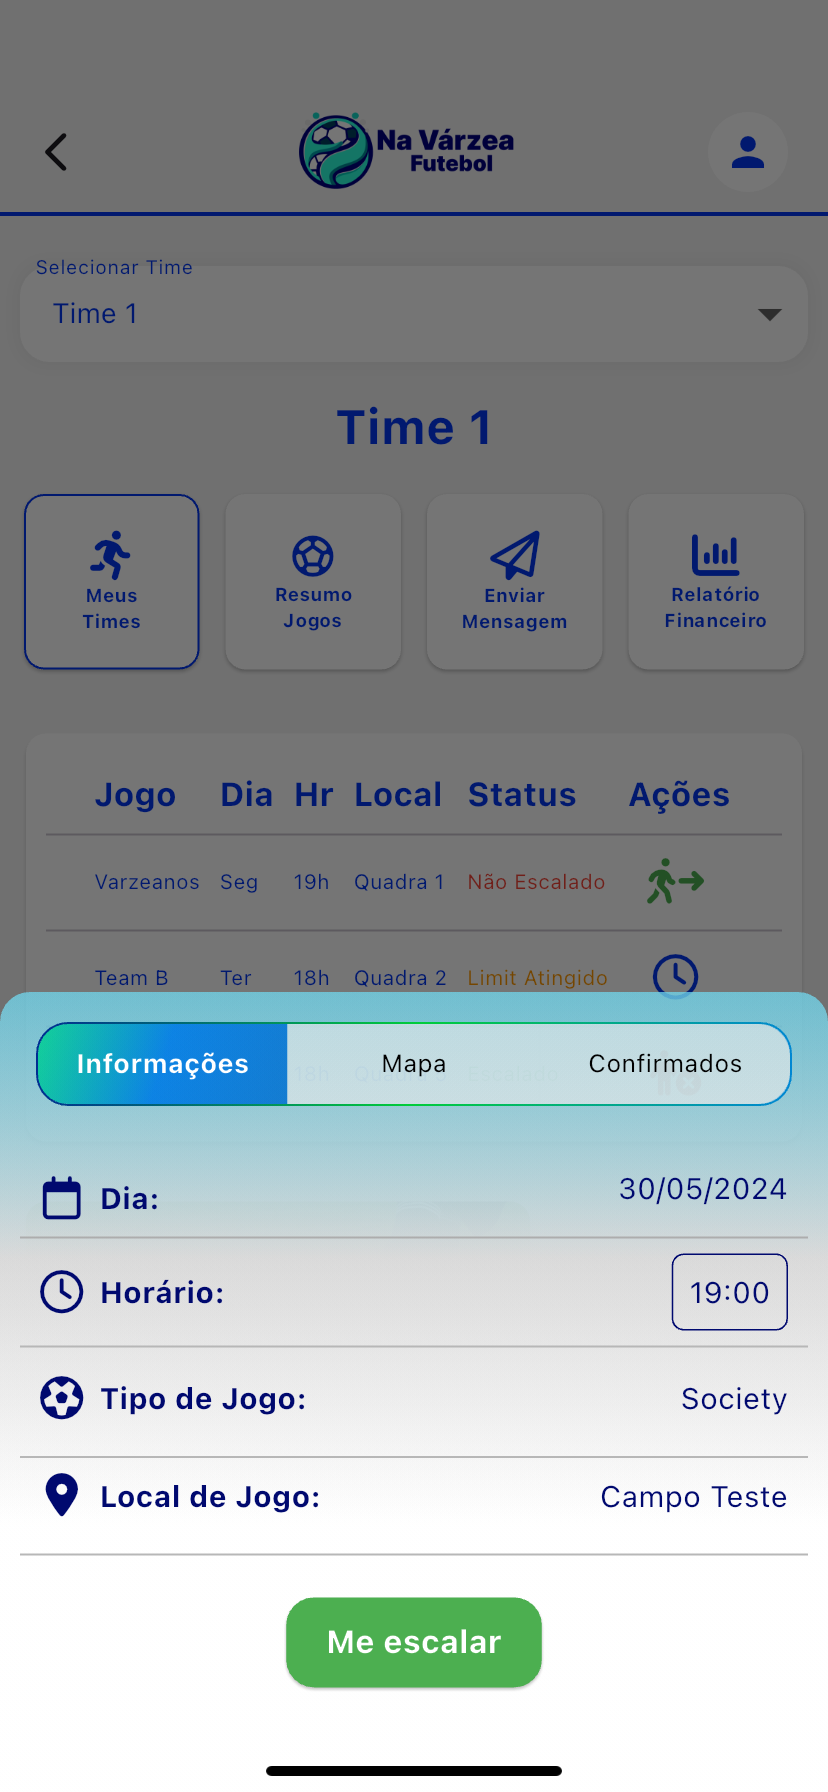 Na Várzea
Futebol
Selecionar Time
Time 1
Time 1
Meus
Times
Resumo
Jogos
Enviar
Mensagem
Relatório
Financeiro
Jogo Dia Hr Local Status Ações
Varzeanos Seg 19h Quadra 1 Não Escalado
Team B Ter 18h Quadra 2 Limit Atingido
Informações Mapa Confirmados
18h Escalado
Dia: 30/05/2024
Horário: 19:00
Tipo de Jogo: Society
Local de Jogo: Campo Teste
Me escalar